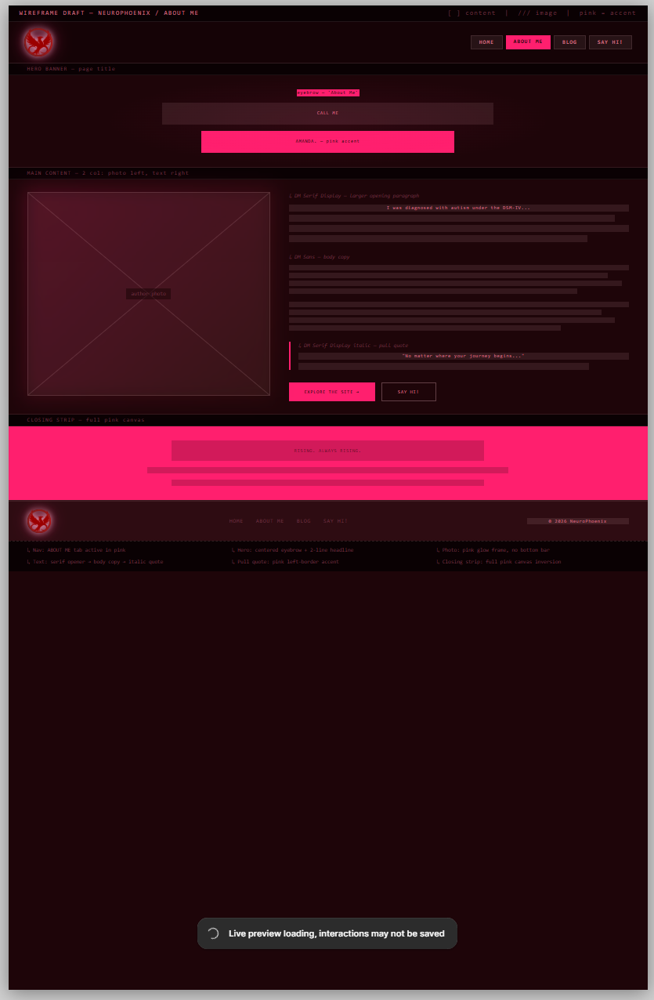 WIREFRAME DRAFT — NEUROPHOENIX / ABOUT ME
[ ] content | /// image | pink = accent
HOME ABOUT ME BLOG SAY HI!
HERO BANNER — page title
eyebrow — "About Me"
CALL ME
AMANDA. — pink accent
MAIN CONTENT — 2 col: photo left, text right
author photo
↳ DM Serif Display — larger opening paragraph
I was diagnosed with autism under the DSM-IV...
↳ DM Sans — body copy
↳ DM Serif Display italic — pull quote
"No matter where your journey begins..."
EXPLORE THE SITE → SAY HI!
CLOSING STRIP — full pink canvas
RISING. ALWAYS RISING.
HOME ABOUT ME BLOG SAY HI!
© 2026 NeuroPhoenix
↳ Nav: ABOUT ME tab active in pink
↳ Hero: centered eyebrow + 2-line headline
↳ Photo: pink glow frame, no bottom bar
↳ Text: serif opener → body copy → italic quote
↳ Pull quote: pink left-border accent
↳ Closing strip: full pink canvas inversion
Live preview loading, interactions may not be saved